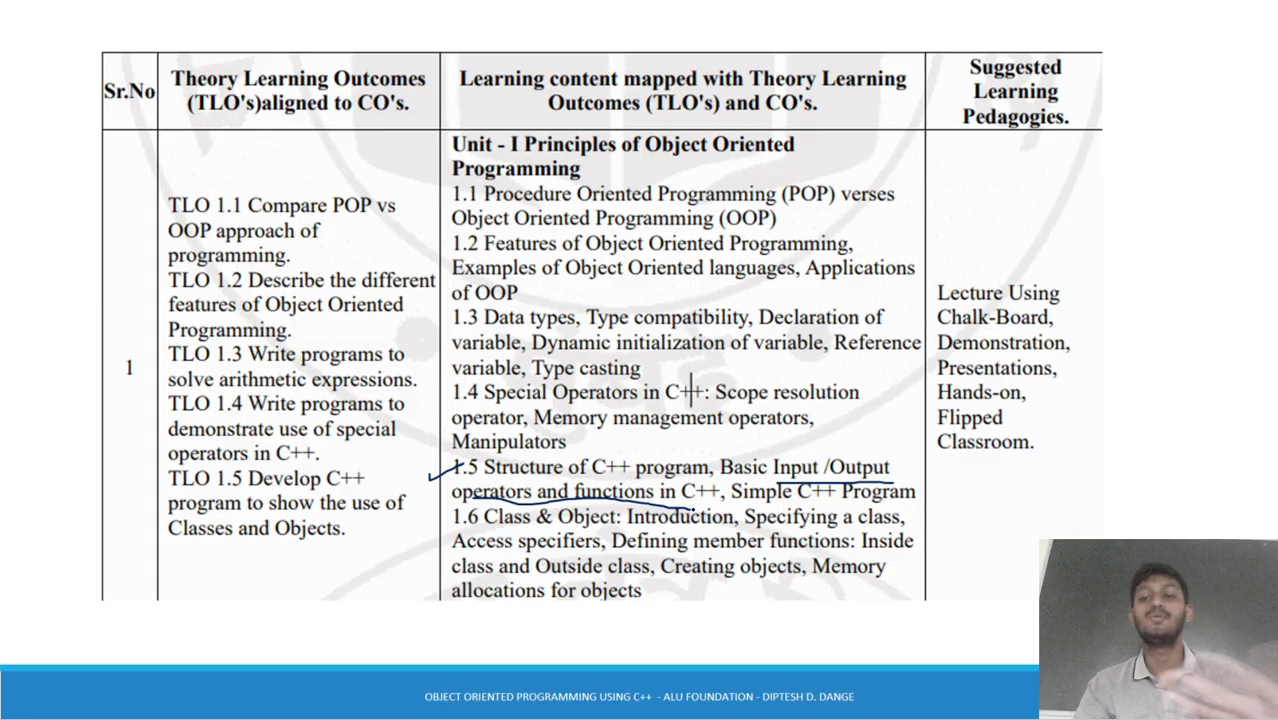 Sr.No
Theory Learning Outcomes
(TLO's)aligned to CO's.
Learning content mapped with Theory Learning
Outcomes (TLO's) and CO's.
Suggested
Learning
Pedagogies.
1
TLO 1.1 Compare POP vs
OOP approach of
programming.
TLO 1.2 Describe the different
features of Object Oriented
Programming.
TLO 1.3 Write programs to
solve arithmetic expressions.
TLO 1.4 Write programs to
demonstrate use of special
operators in C++.
TLO 1.5 Develop C++
program to show the use of
Classes and Objects.
Unit - I Principles of Object Oriented
Programming
1.1 Procedure Oriented Programming (POP) verses
Object Oriented Programming (OOP)
1.2 Features of Object Oriented Programming,
Examples of Object Oriented languages, Applications
of OOP
1.3 Data types, Type compatibility, Declaration of
variable, Dynamic initialization of variable, Reference
variable, Type casting
1.4 Special Operators in C++: Scope resolution
operator, Memory management operators,
Manipulators
1.5 Structure of C++ program, Basic Input /Output
operators and functions in C++, Simple C++ Program
1.6 Class & Object: Introduction, Specifying a class,
Access specifiers, Defining member functions: Inside
class and Outside class, Creating objects, Memory
allocations for objects
Lecture Using
Chalk-Board,
Demonstration,
Presentations,
Hands-on,
Flipped
Classroom.
OBJECT ORIENTED PROGRAMMING USING C++ - ALU FOUNDATION - DIPTESH D. DANGE